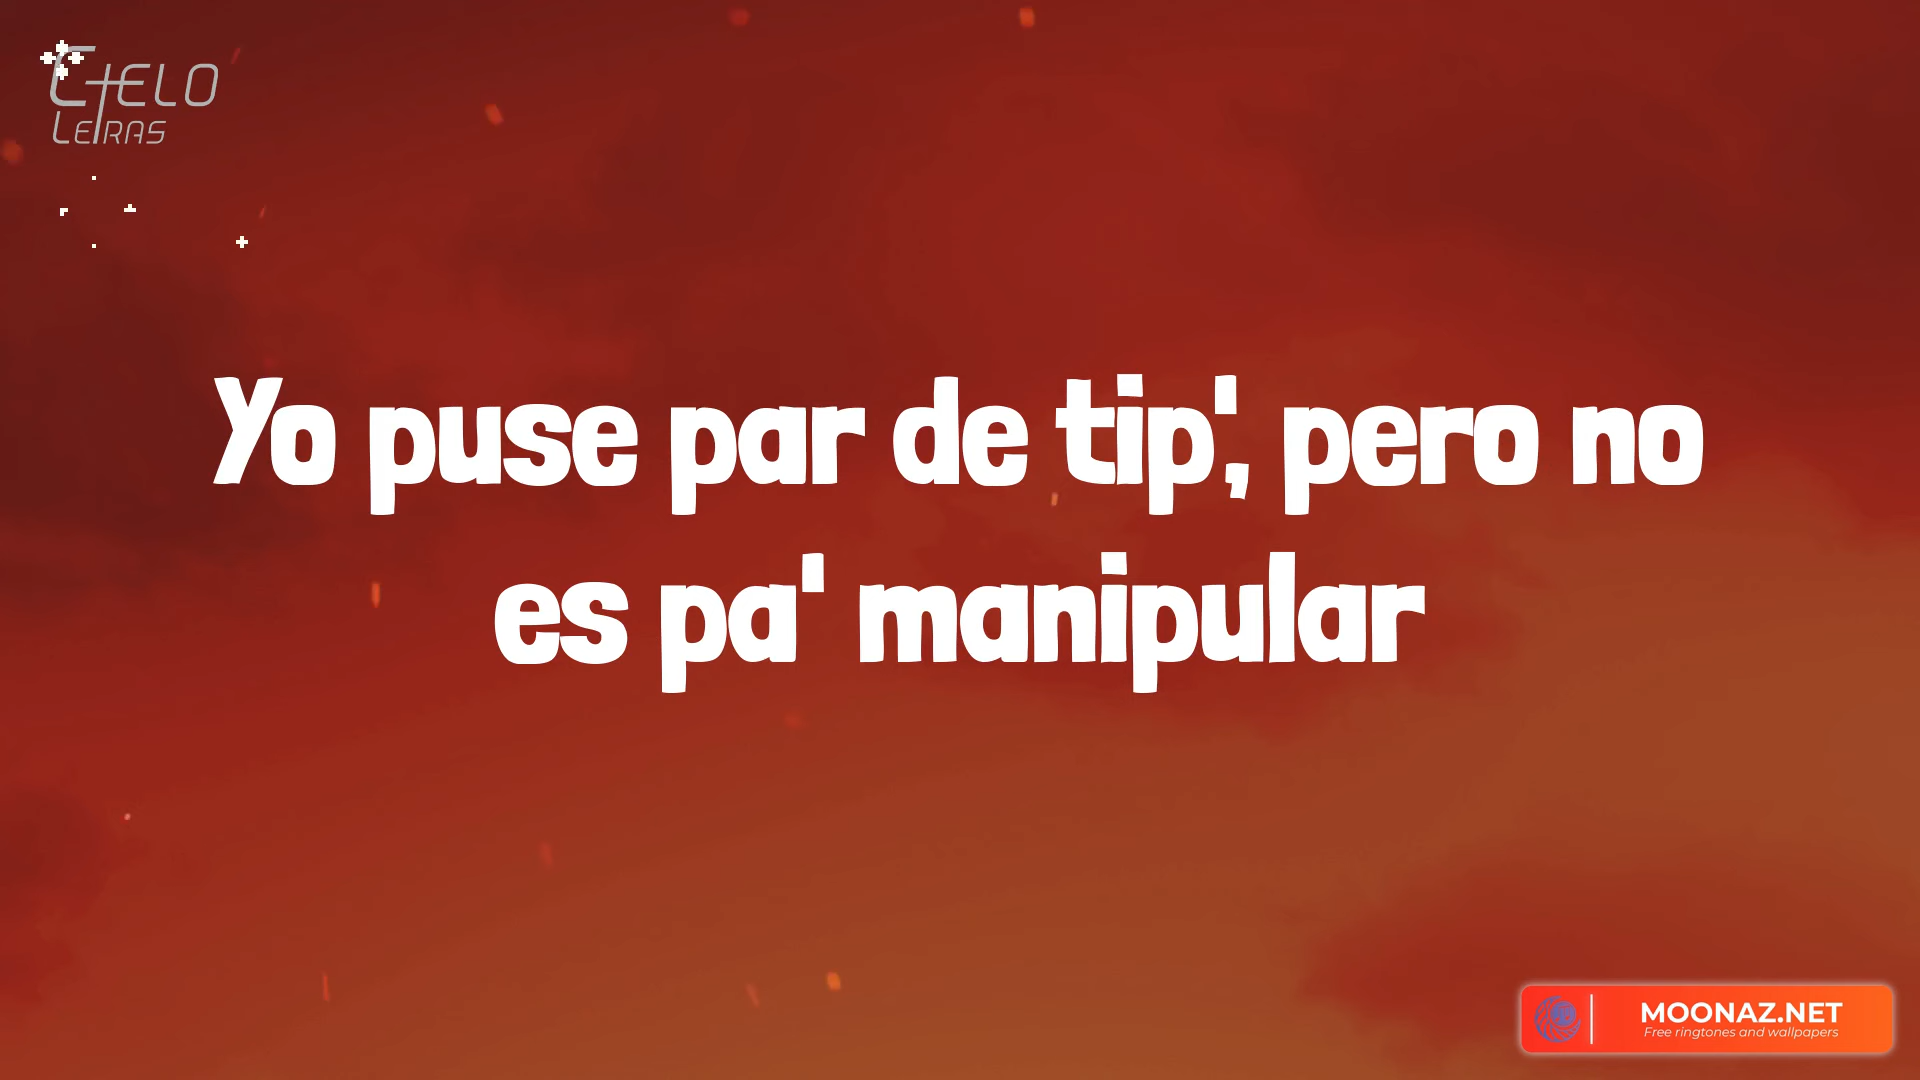 CIELO
LETRAS
Yo puse par de tip', pero no
es pa' manipular
MOONAZ.NET
Free ringtones and wallpapers